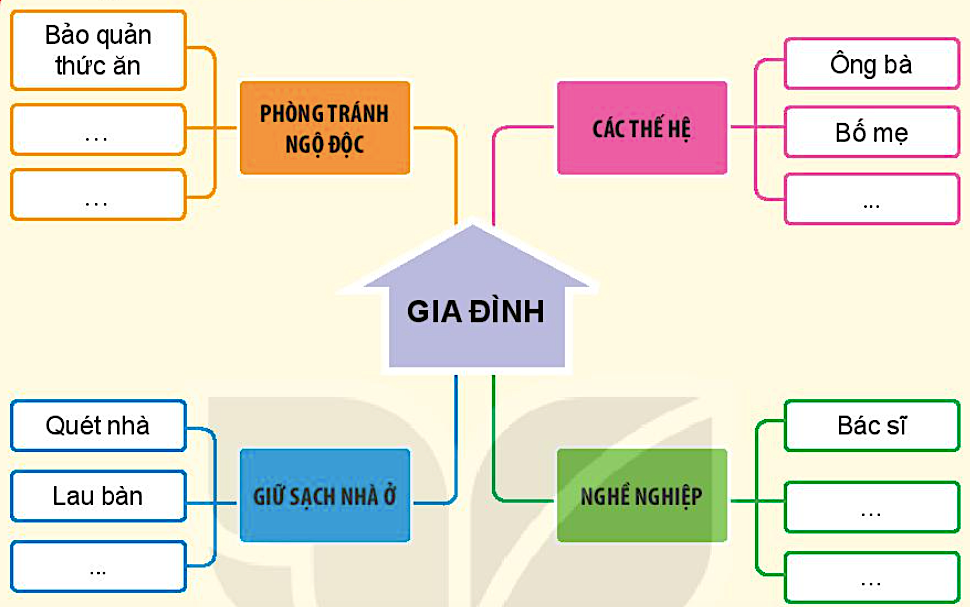 Bảo quản
thức ăn
...
...
PHÒNG TRÁNH
NGỘ ĐỘC
CÁC THẾ HỆ
Ông bà
Bố mẹ
...
GIA ĐÌNH
Quét nhà
Lau bàn
...
GIỮ SẠCH NHÀ Ở
NGHỀ NGHIỆP
Bác sĩ
...
...